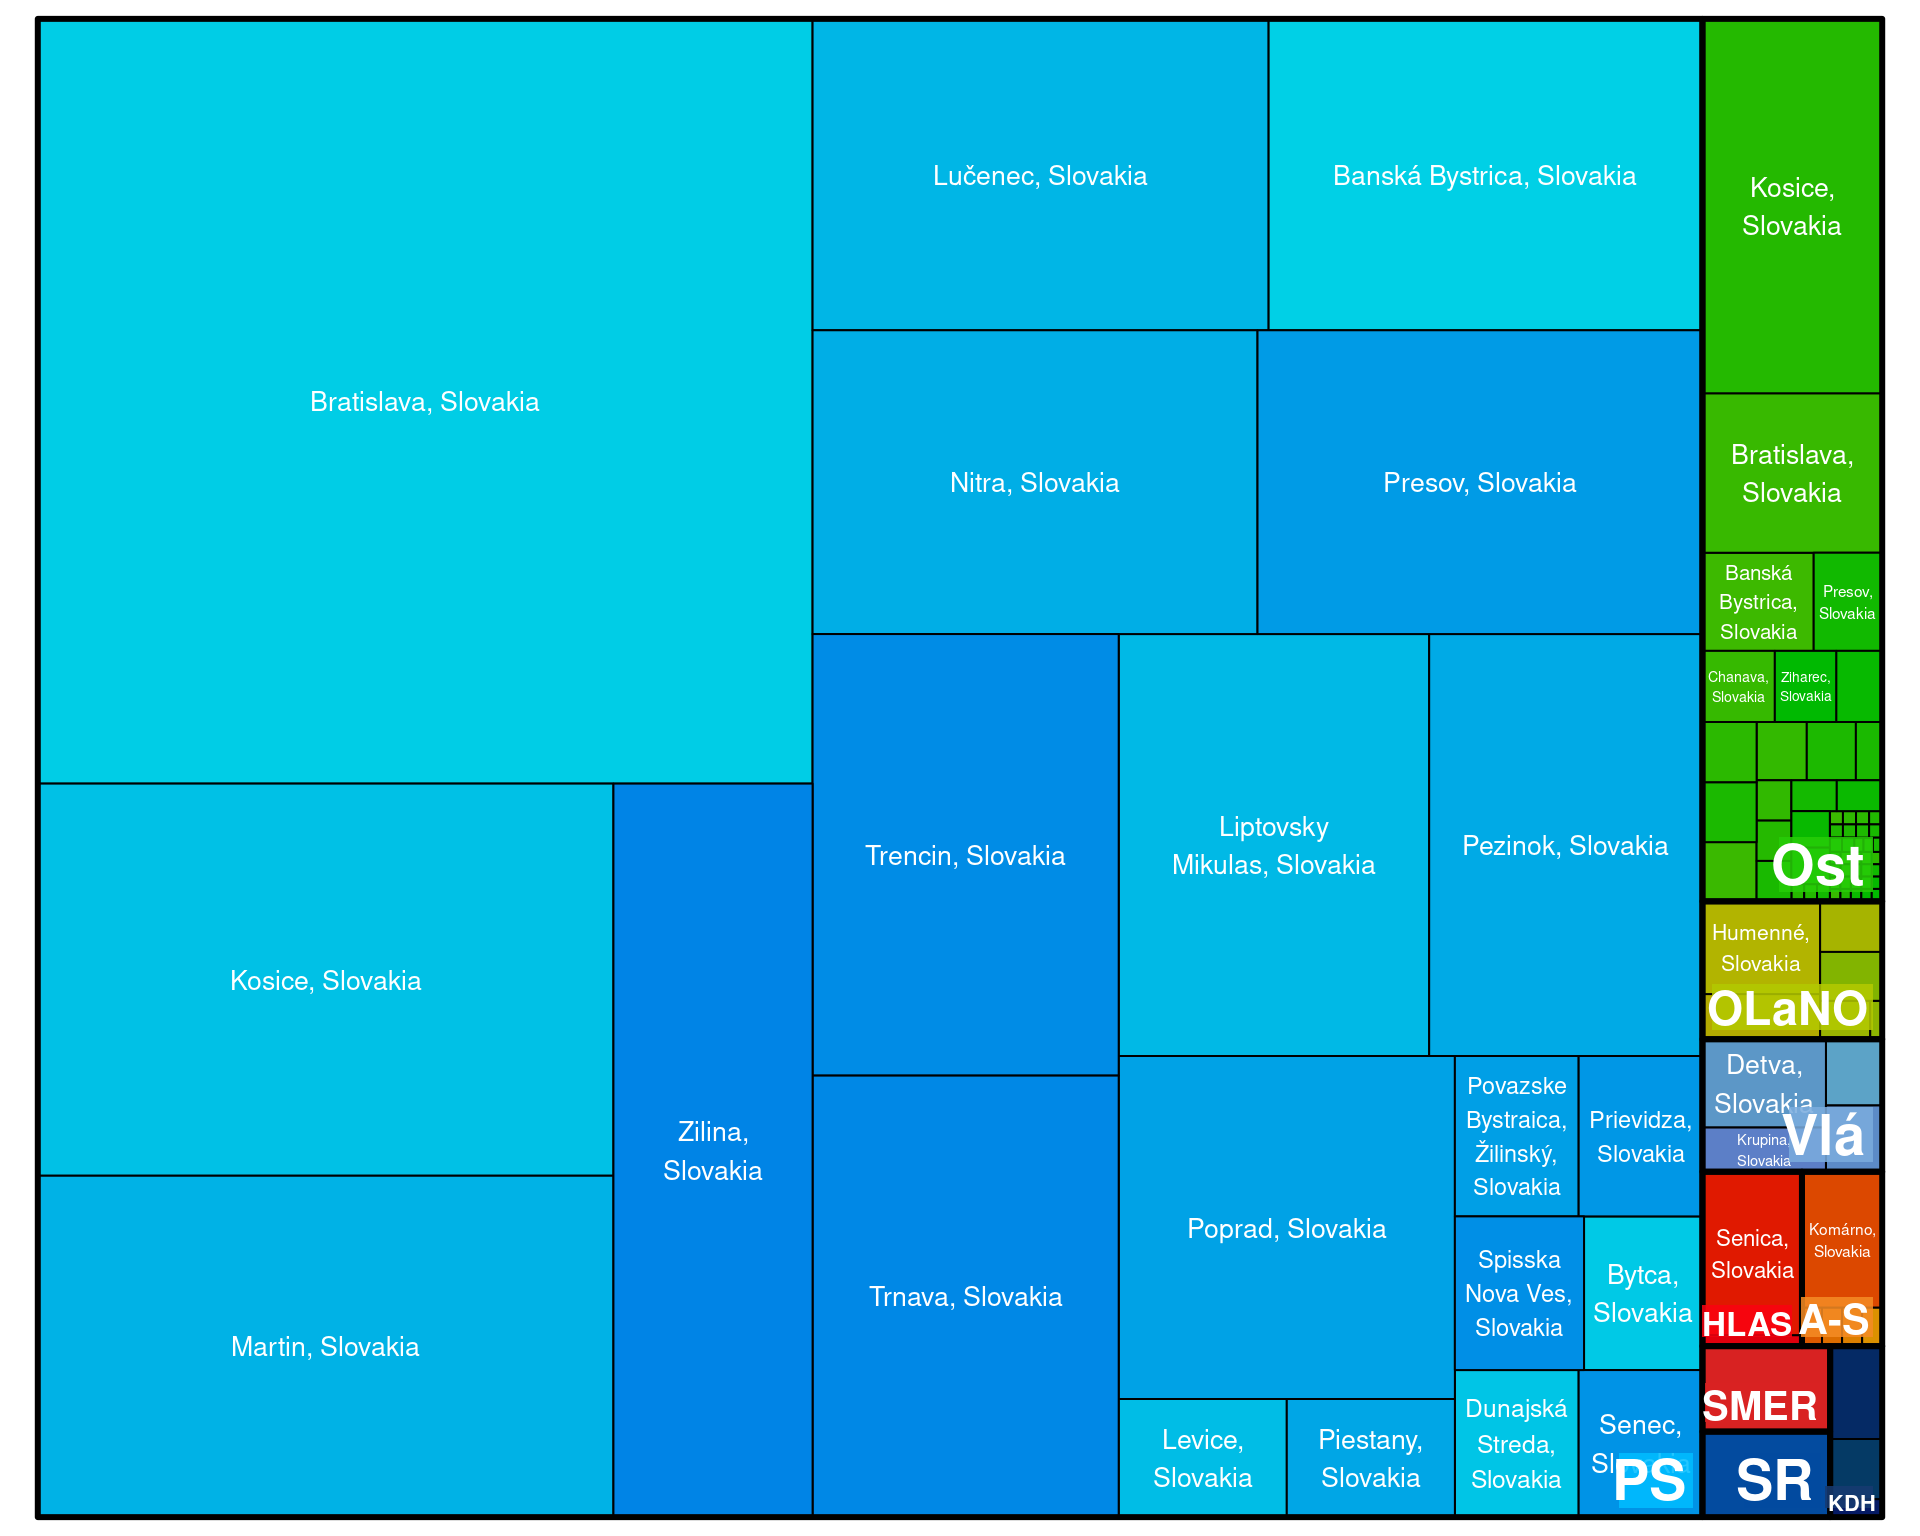 Bratislava, Slovakia
Lučenec, Slovakia
Banská Bystrica, Slovakia
Nitra, Slovakia
Presov, Slovakia
Kosice, Slovakia
Martin, Slovakia
Zilina,
Slovakia
Trencin, Slovakia
Trnava, Slovakia
Liptovsky
Mikulas, Slovakia
Pezinok, Slovakia
Poprad, Slovakia
Levice,
Slovakia
Piestany,
Slovakia
Povazske
Bystraica,
Žilinský,
Slovakia
Prievidza,
Slovakia
Spisska
Nova Ves,
Slovakia
Bytca,
Slovakia
Dunajská
Streda,
Slovakia
Senec,
Slovakia
PS
Kosice,
Slovakia
Bratislava,
Slovakia
Banská
Bystrica,
Slovakia
Presov,
Slovakia
Chanava,
Slovakia
Ziharec,
Slovakia
Ost
Humenné,
Slovakia
OLaNO
Detva,
Slovakia
Krupina,
Slovakia
Vlá
Senica,
Slovakia
HLAS
Komárno,
Slovakia
A-S
SMER
SR
KDH